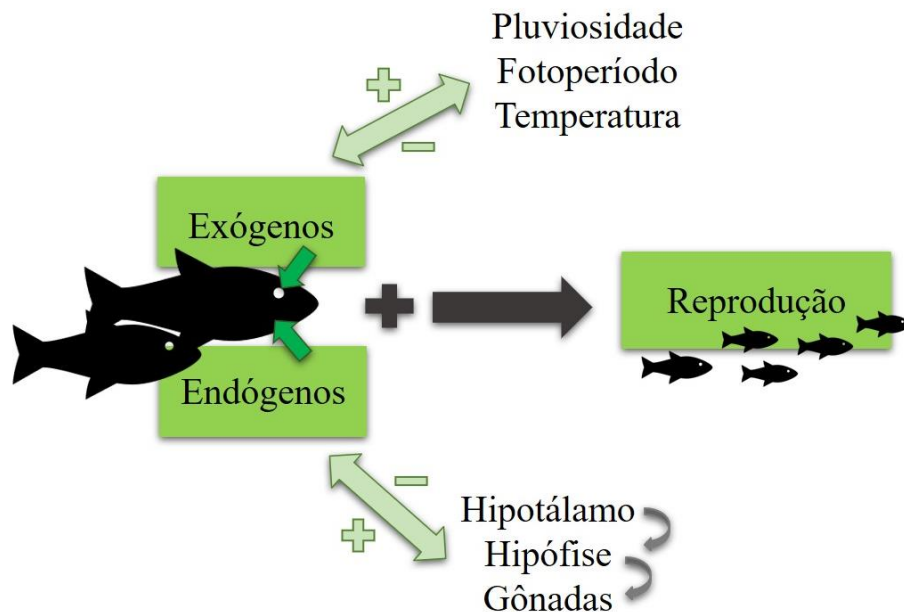 Pluviosidade
Fotoperíodo
Temperatura
Exógenos
Reprodução
Endógenos
Hipotálamo
Hipófise
Gônadas